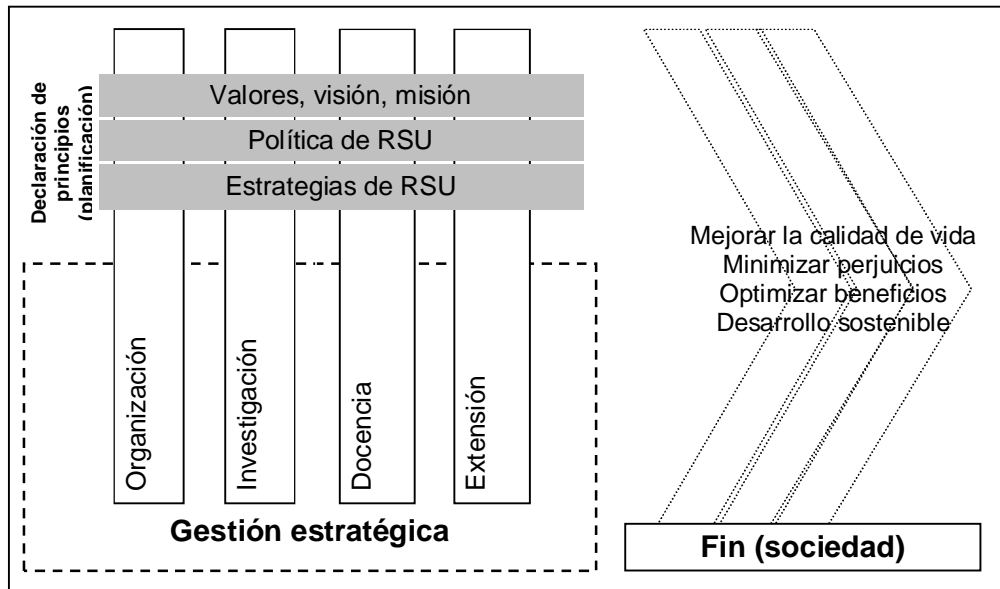 Declaración de
principios
(planificación)
Valores, visión, misión
Política de RSU
Estrategias de RSU
Organización
Investigación
Docencia
Extensión
Gestión estratégica
Mejorar la calidad de vida
Minimizar perjuicios
Optimizar beneficios
Desarrollo sostenible
Fin (sociedad)